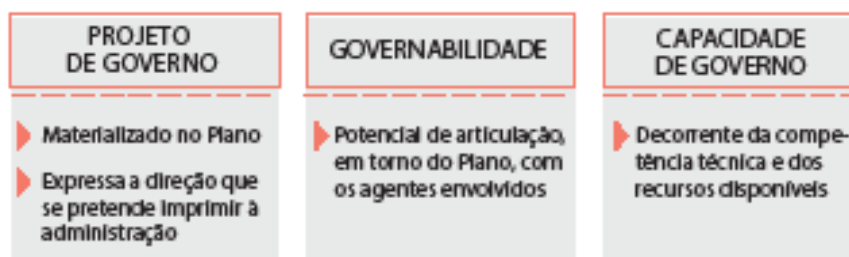 PROJETO
DE GOVERNO
Materializado no Plano
Expressa a direção que
se pretende imprimir à
administração
GOVERNABILIDADE
Potencial de articulação,
em torno do Plano, com
os agentes envolvidos
CAPACIDADE
DE GOVERNO
Decorrente da compe-
tência técnica e dos
recursos disponíveis